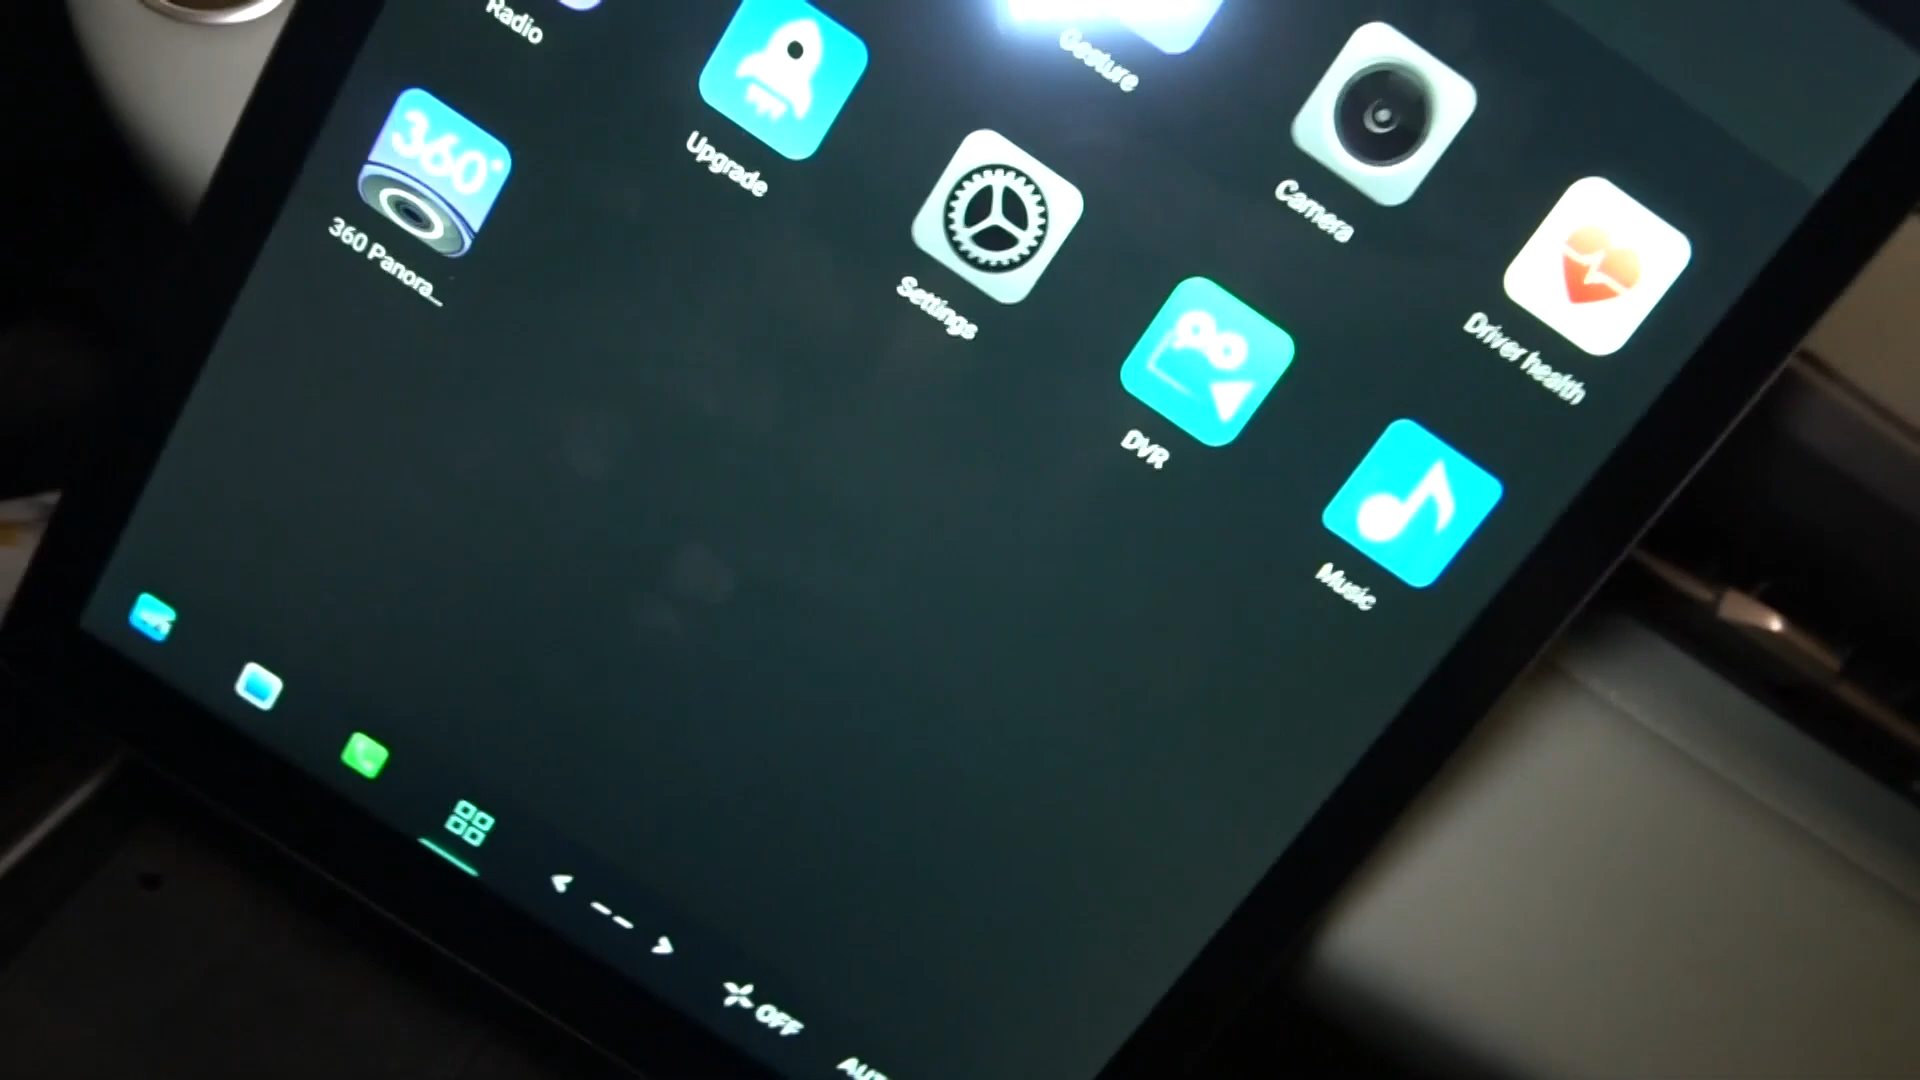 Radio
Upgrade
Gesture
Camera
360°
360 Panora...
Settings
DVR
Driver health
Music
< -- >
OFF